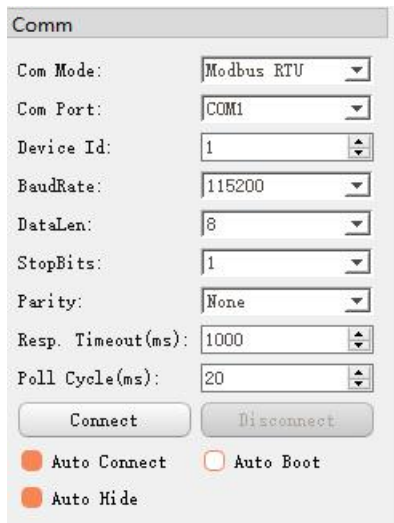 Comm
Com Mode: Modbus RTU
Com Port: COM1
Device Id: 1
BaudRate: 115200
DataLen: 8
StopBits: 1
Parity: None
Resp. Timeout(ms): 1000
Poll Cycle(ms): 20
Connect Disconnect
Auto Connect Auto Boot
Auto Hide